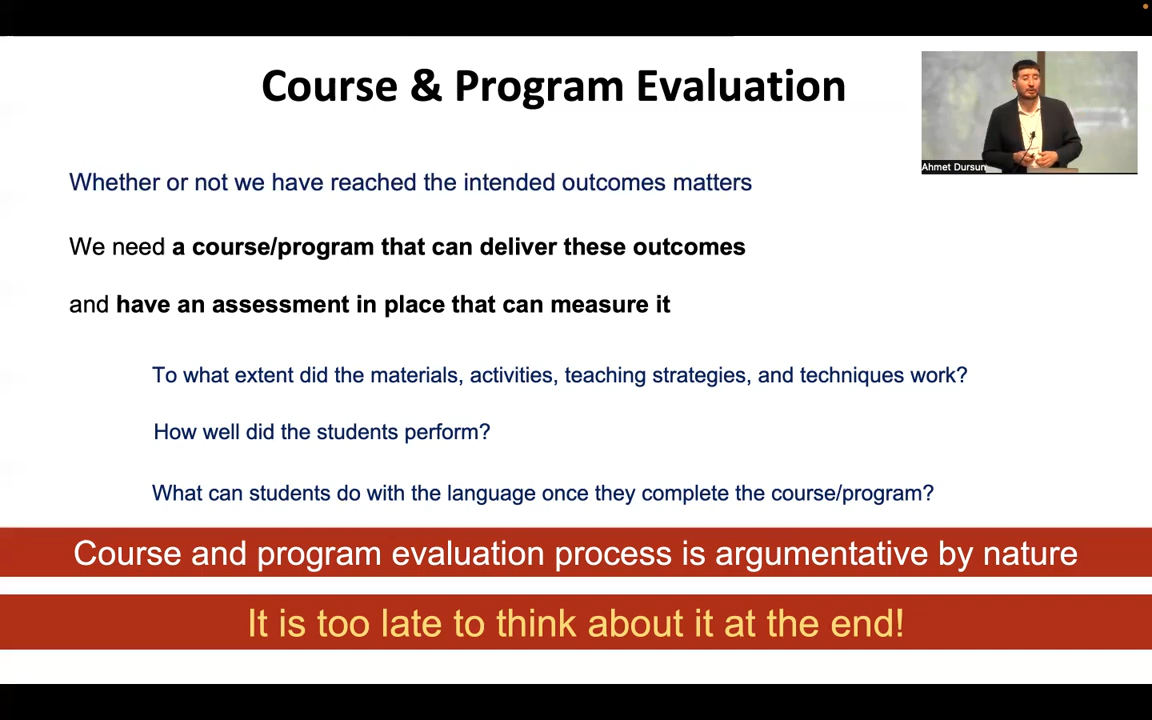 Course & Program Evaluation
Ahmet Dursun
Whether or not we have reached the intended outcomes matters
We need a course/program that can deliver these outcomes
and have an assessment in place that can measure it
To what extent did the materials, activities, teaching strategies, and techniques work?
How well did the students perform?
What can students do with the language once they complete the course/program?
Course and program evaluation process is argumentative by nature
It is too late to think about it at the end!